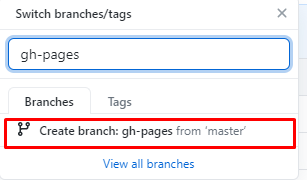 Switch branches/tags
gh-pages
Branches Tags
Create branch: gh-pages from 'master'
View all branches